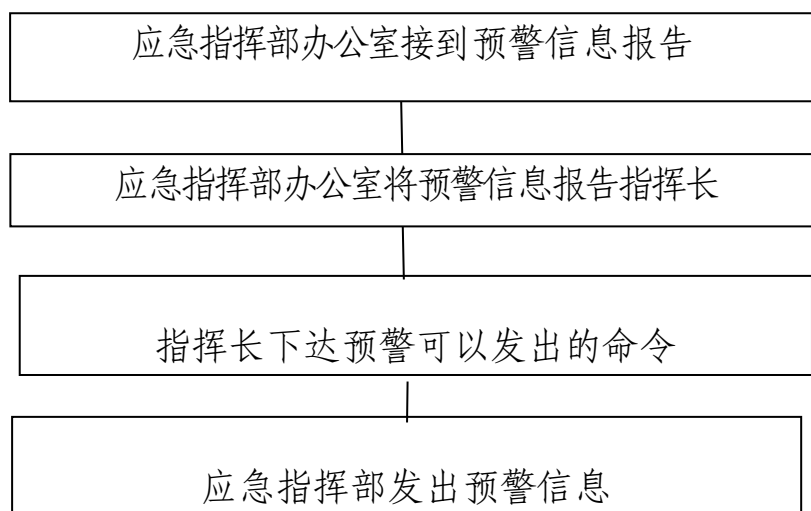 应急指挥部办公室接到预警信息报告
应急指挥部办公室将预警信息报告指挥长
指挥长下达预警可以发出的命令
应急指挥部发出预警信息